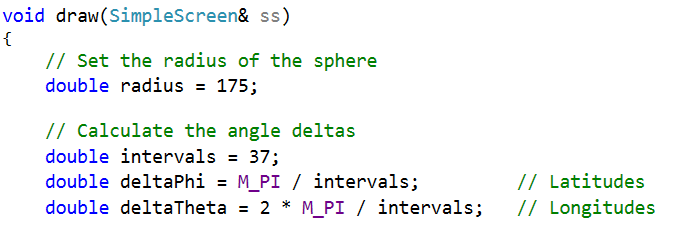 void draw(SimpleScreen& ss)
{
    // Set the radius of the sphere
    double radius = 175;

    // Calculate the angle deltas
    double intervals = 37;
    double deltaPhi = M_PI / intervals;         // Latitudes
    double deltaTheta = 2 * M_PI / intervals;   // Longitudes